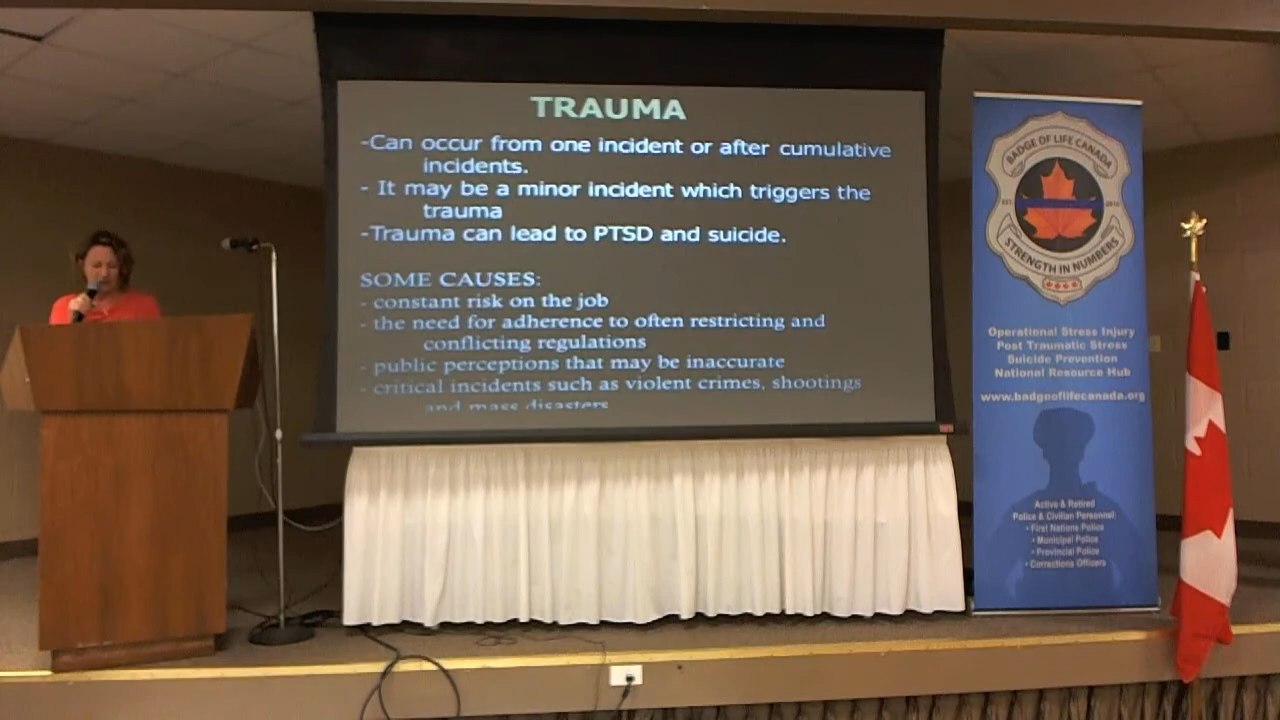 TRAUMA
-Can occur from one incident or after cumulative
incidents.
- It may be a minor incident which triggers the
trauma
-Trauma can lead to PTSD and suicide.
SOME CAUSES:
- constant risk on the job
- the need for adherence to often restricting and
conflicting regulations
- public perceptions that may be inaccurate
- critical incidents such as violent crimes, shootings
and mass disasters
BADGE OF LIFE CANADA
STRENGTH IN NUMBERS
Operational Stress Injury
Post Traumatic Stress
Suicide Prevention
National Resource Hub
www.badgeoflifecanada.org
Active & Retired
Police & Civilian Personnel:
• First Nations Police
• Municipal Police
• Provincial Police
• Corrections Officers